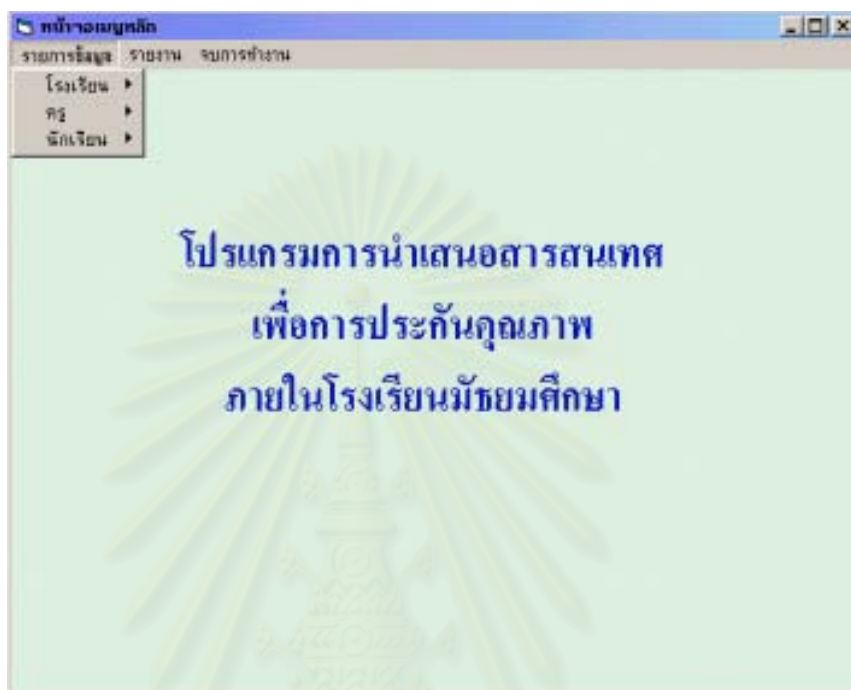 หน้าจอเมนูหลัก
รายการข้อมูล รายงาน จบการทำงาน
โรงเรียน
ครู
นักเรียน
โปรแกรมการนำเสนอสารสนเทศ
เพื่อการประกันคุณภาพ
ภายในโรงเรียนมัธยมศึกษา